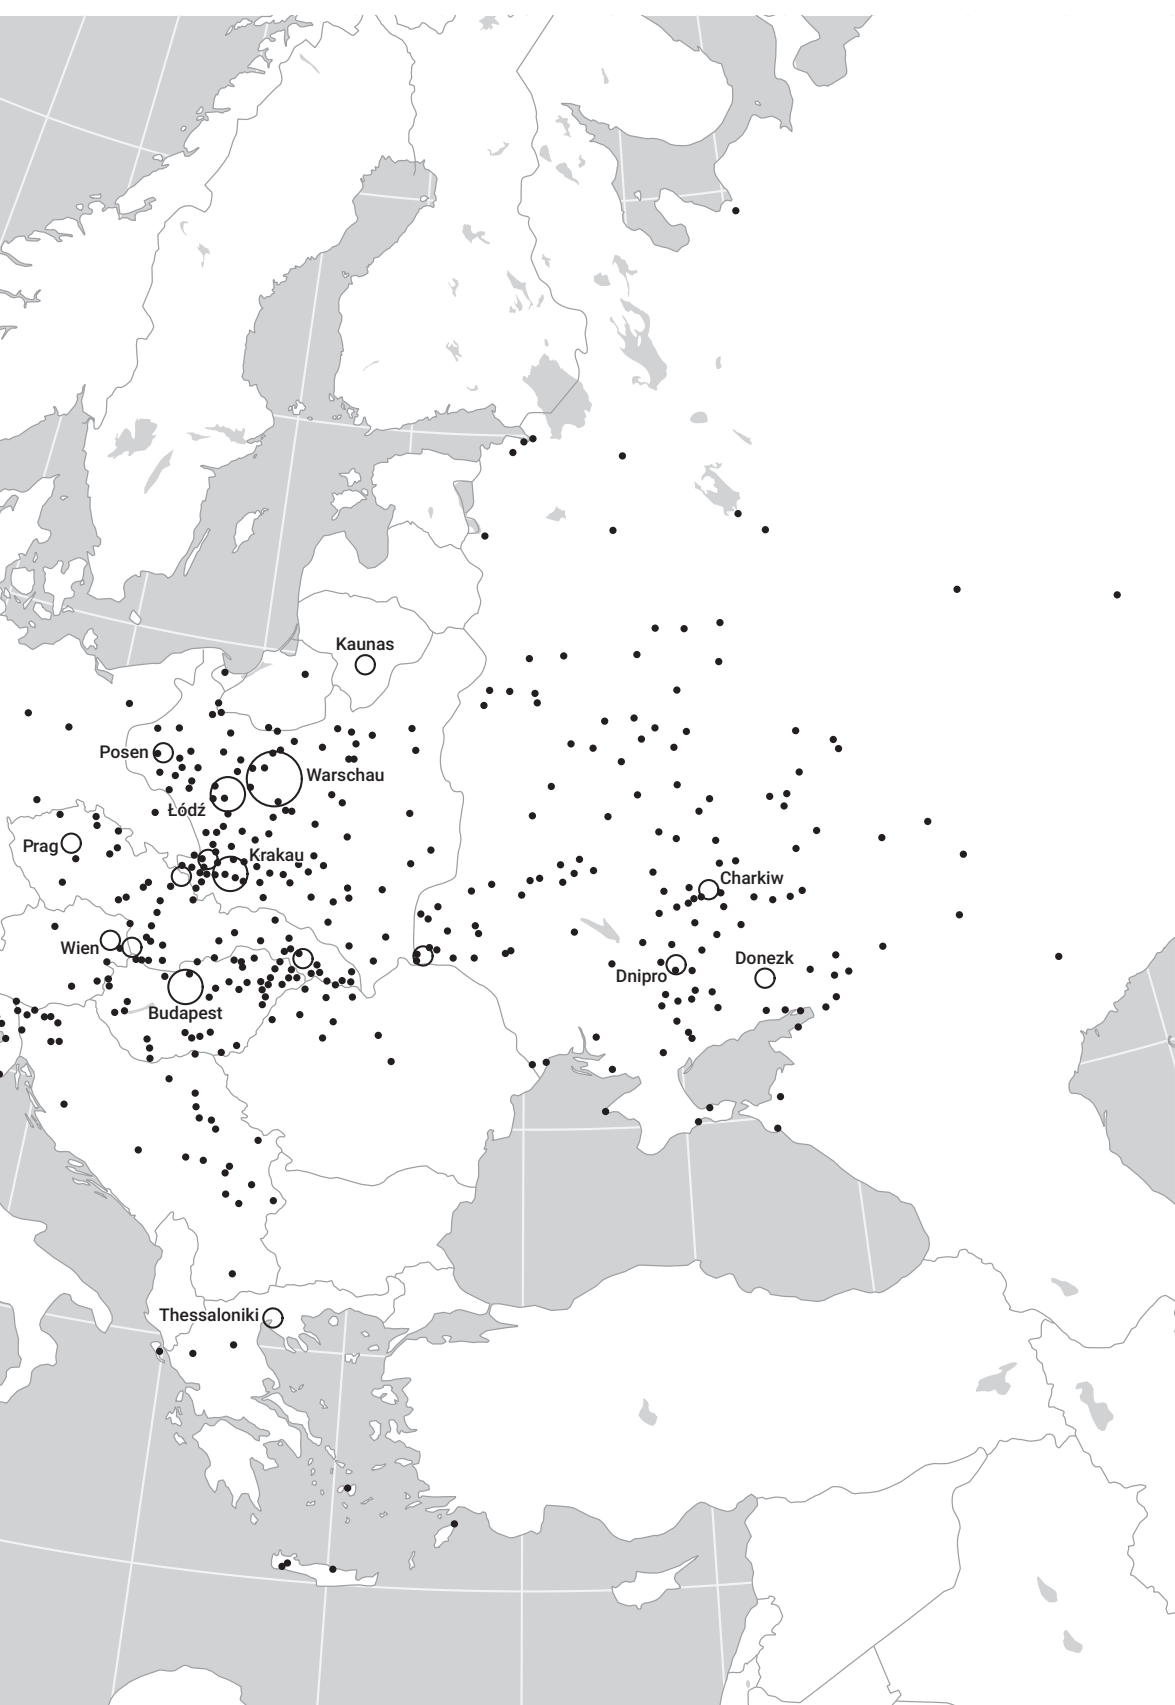 Kaunas
Posen
Warschau
Łódź
Prag
Krakau
Charkiw
Wien
Donezk
Dnipro
Budapest
Thessaloniki